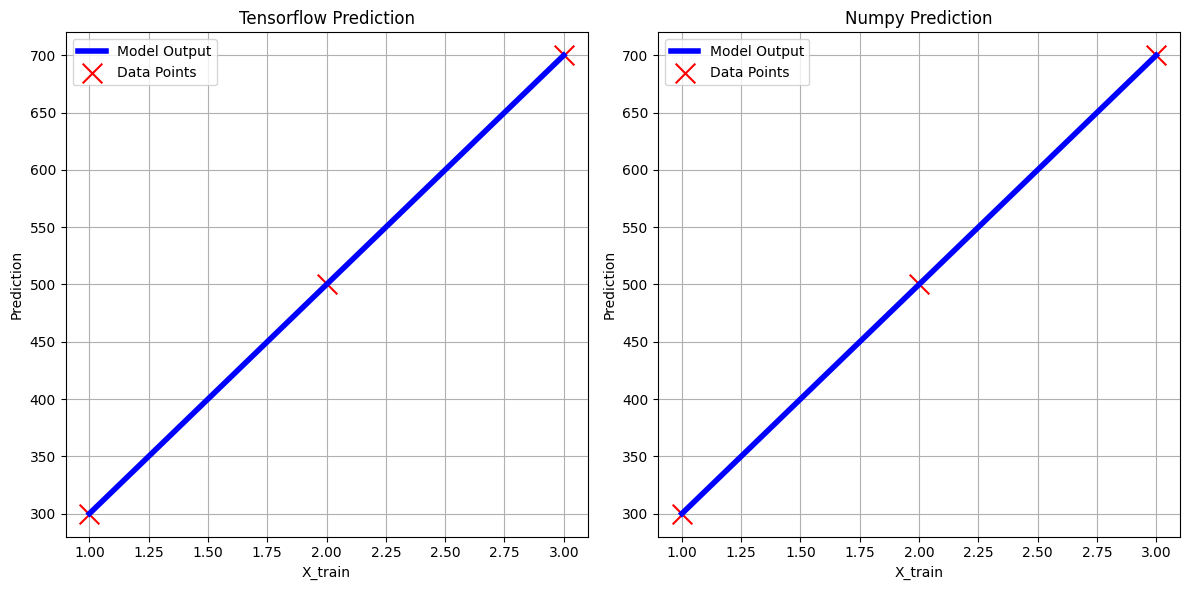 Tensorflow Prediction
Model Output
Data Points
700
650
600
550
500
450
400
350
300
Prediction
1.00 1.25 1.50 1.75 2.00 2.25 2.50 2.75 3.00
X_train
Numpy Prediction
Model Output
Data Points
700
650
600
550
500
450
400
350
300
Prediction
1.00 1.25 1.50 1.75 2.00 2.25 2.50 2.75 3.00
X_train